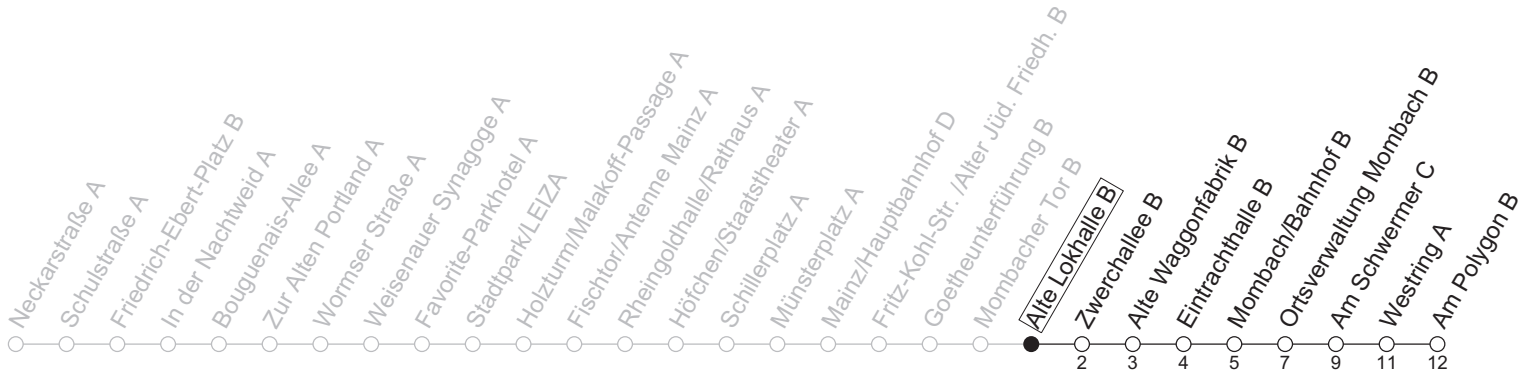 Neckarstraße A
Schulstraße A
Friedrich-Ebert-Platz B
In der Nachtweid A
Bouguenais-Allee A
Zur Alten Portland A
Wormser Straße A
Weisenauer Synagoge A
Favorite-Parkhotel A
Stadtpark/LEIZA
Holzturm/Malakoff-Passage A
Fischtor/Antenne Mainz A
Rheingoldhalle/Rathaus A
Höfchen/Staatstheater A
Schillerplatz A
Münsterplatz A
Mainz/Hauptbahnhof D
Fritz-Kohl-Str. /Alter Jüd. Friedh. B
Goetheunterführung B
Mombacher Tor B
Alte Lokhalle B
Zwerchallee B
Alte Waggonfabrik B
Eintrachthalle B
Mombach/Bahnhof B
Ortsverwaltung Mombach B
Am Schwermer C
Westring A
Am Polygon B
2 3 4 5 7 9 11 12